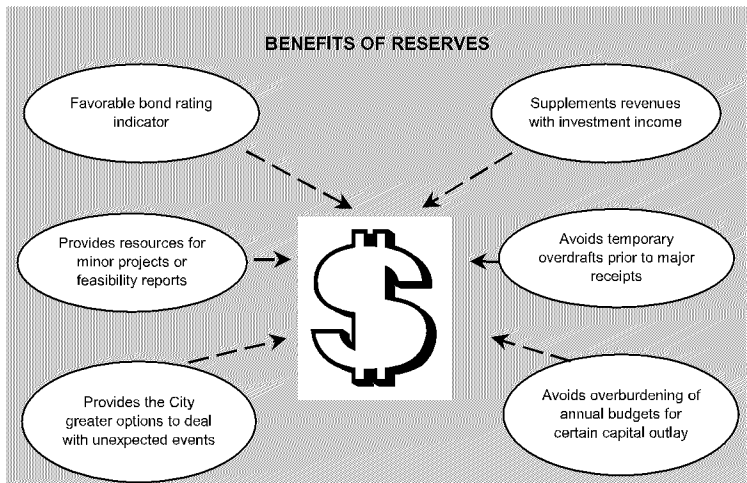 BENEFITS OF RESERVES
Favorable bond rating
indicator
Supplements revenues
with investment income
Provides resources for
minor projects or
feasibility reports
Avoids temporary
overdrafts prior to major
receipts
$
Provides the City
greater options to deal
with unexpected events
Avoids overburdening of
annual budgets for
certain capital outlay